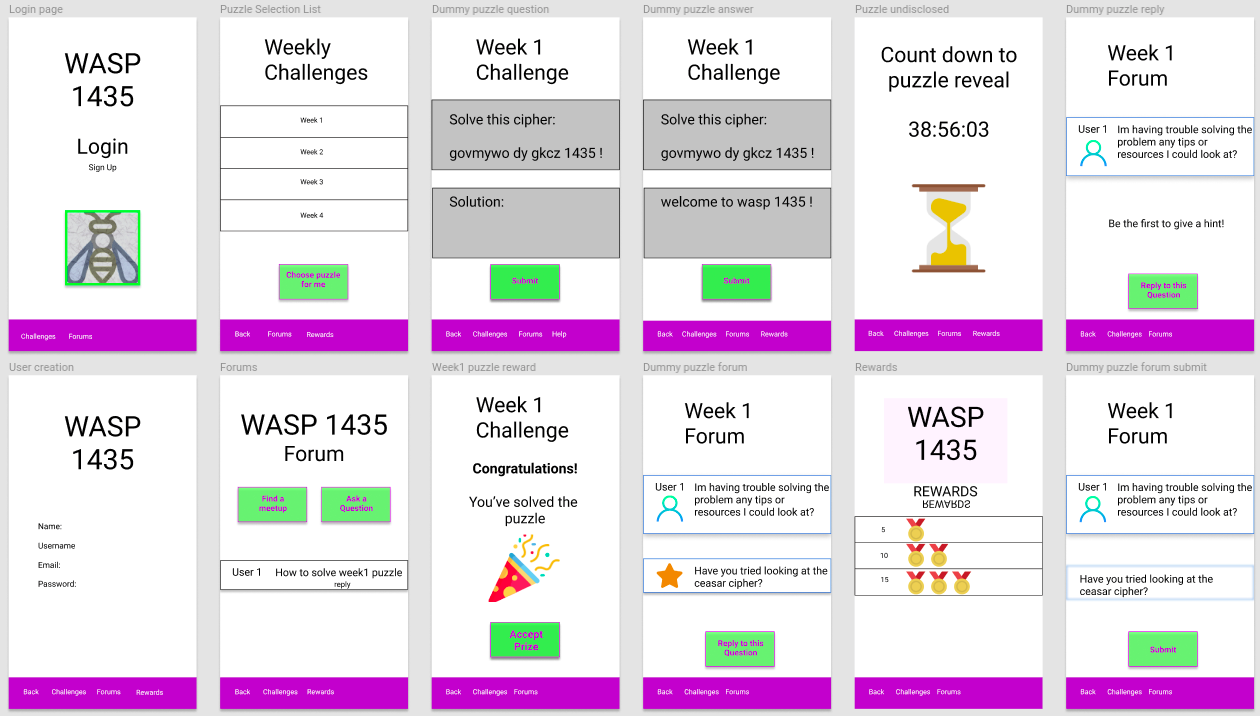 Login page
WASP
1435
Login
Sign Up
Challenges Forums
Puzzle Selection List
Weekly
Challenges
Week 1
Week 2
Week 3
Week 4
Choose puzzle
for me
Back Forums Rewards
Dummy puzzle question
Week 1
Challenge
Solve this cipher:
govmywo dy gkcz 1435 !
Solution:
Submit
Back Challenges Forums Help
Dummy puzzle answer
Week 1
Challenge
Solve this cipher:
govmywo dy gkcz 1435 !
welcome to wasp 1435 !
Submit
Back Challenges Forums Rewards
Puzzle undisclosed
Count down to
puzzle reveal
38:56:03
Back Challenges Forums Rewards
Dummy puzzle reply
Week 1
Forum
User 1 Im having trouble solving the
problem any tips or
resources I could look at?
Be the first to give a hint!
Reply to this
Question
Back Challenges Forums
User creation
WASP
1435
Name:
Username
Email:
Password:
Back Challenges Forums Rewards
Forums
WASP 1435
Forum
Find a
meetup
Ask a
Question
User 1 How to solve week1 puzzle
reply
Back Challenges Rewards
Week1 puzzle reward
Week 1
Challenge
Congratulations!
You've solved the
puzzle
Accept
Prize
Back Challenges Forums
Dummy puzzle forum
Week 1
Forum
User 1 Im having trouble solving the
problem any tips or
resources I could look at?
Have you tried looking at the
ceasar cipher?
Reply to this
Question
Back Challenges Forums
Rewards
WASP
1435
REWARDS
REWARDS
5
10
15
Back Challenges Forums
Dummy puzzle forum submit
Week 1
Forum
User 1 Im having trouble solving the
problem any tips or
resources I could look at?
Have you tried looking at the
ceasar cipher?
Submit
Back Challenges Forums